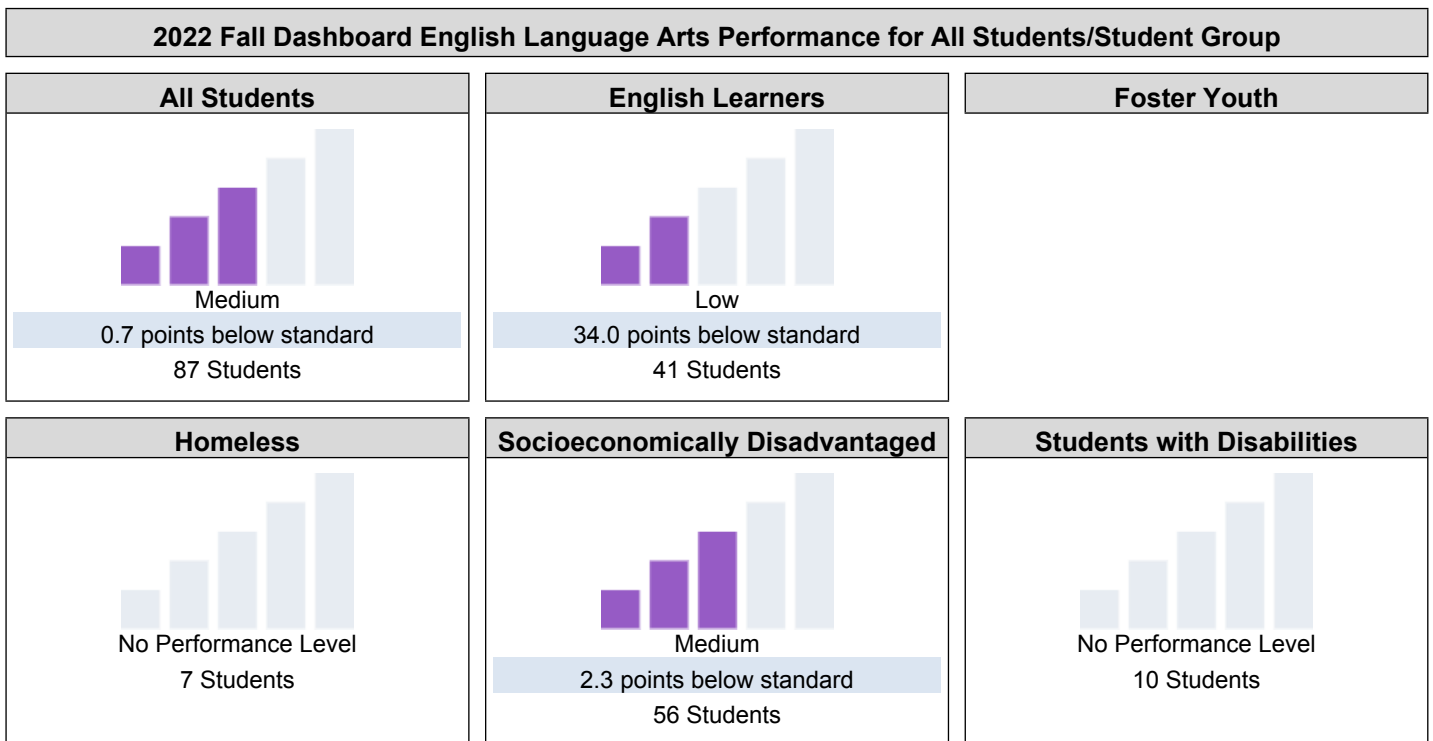 2022 Fall Dashboard English Language Arts Performance for All Students/Student Group
All Students
Medium
0.7 points below standard
87 Students
English Learners
Low
34.0 points below standard
41 Students
Foster Youth
Homeless
No Performance Level
7 Students
Socioeconomically Disadvantaged
Medium
2.3 points below standard
56 Students
Students with Disabilities
No Performance Level
10 Students